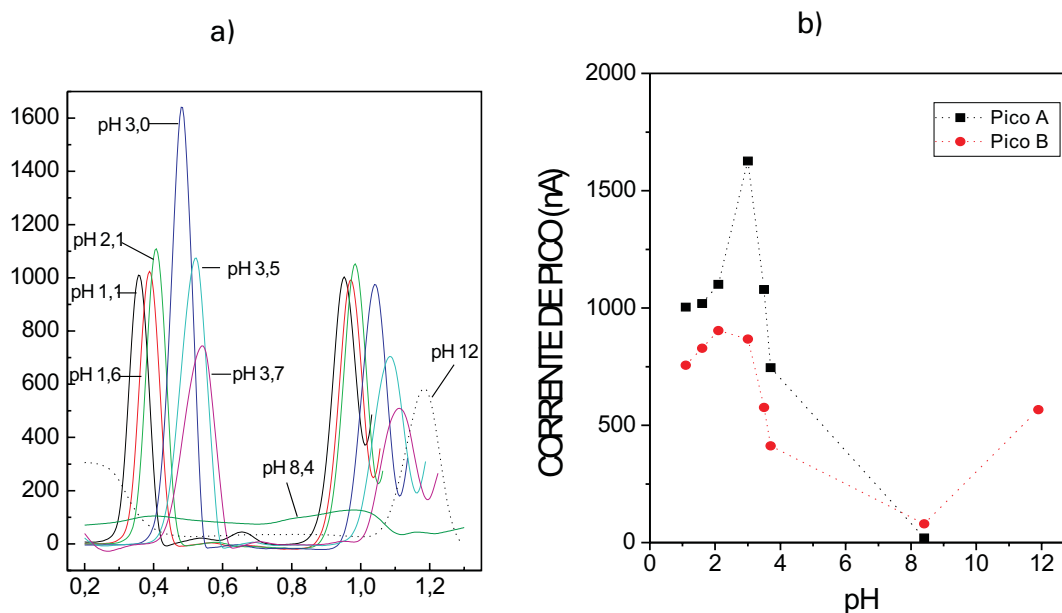 a)
1600
1400
1200
1000
800
600
400
200
0
0,2 0,4 0,6 0,8 1,0 1,2
pH 3,0
pH 2,1
pH 1,1
pH 1,6
pH 3,5
pH 3,7
pH 8,4
pH 12
b)
CORRENTE DE PICO (nA)
2000
1500
1000
500
0
0 2 4 6 8 10 12
pH
Pico A
Pico B